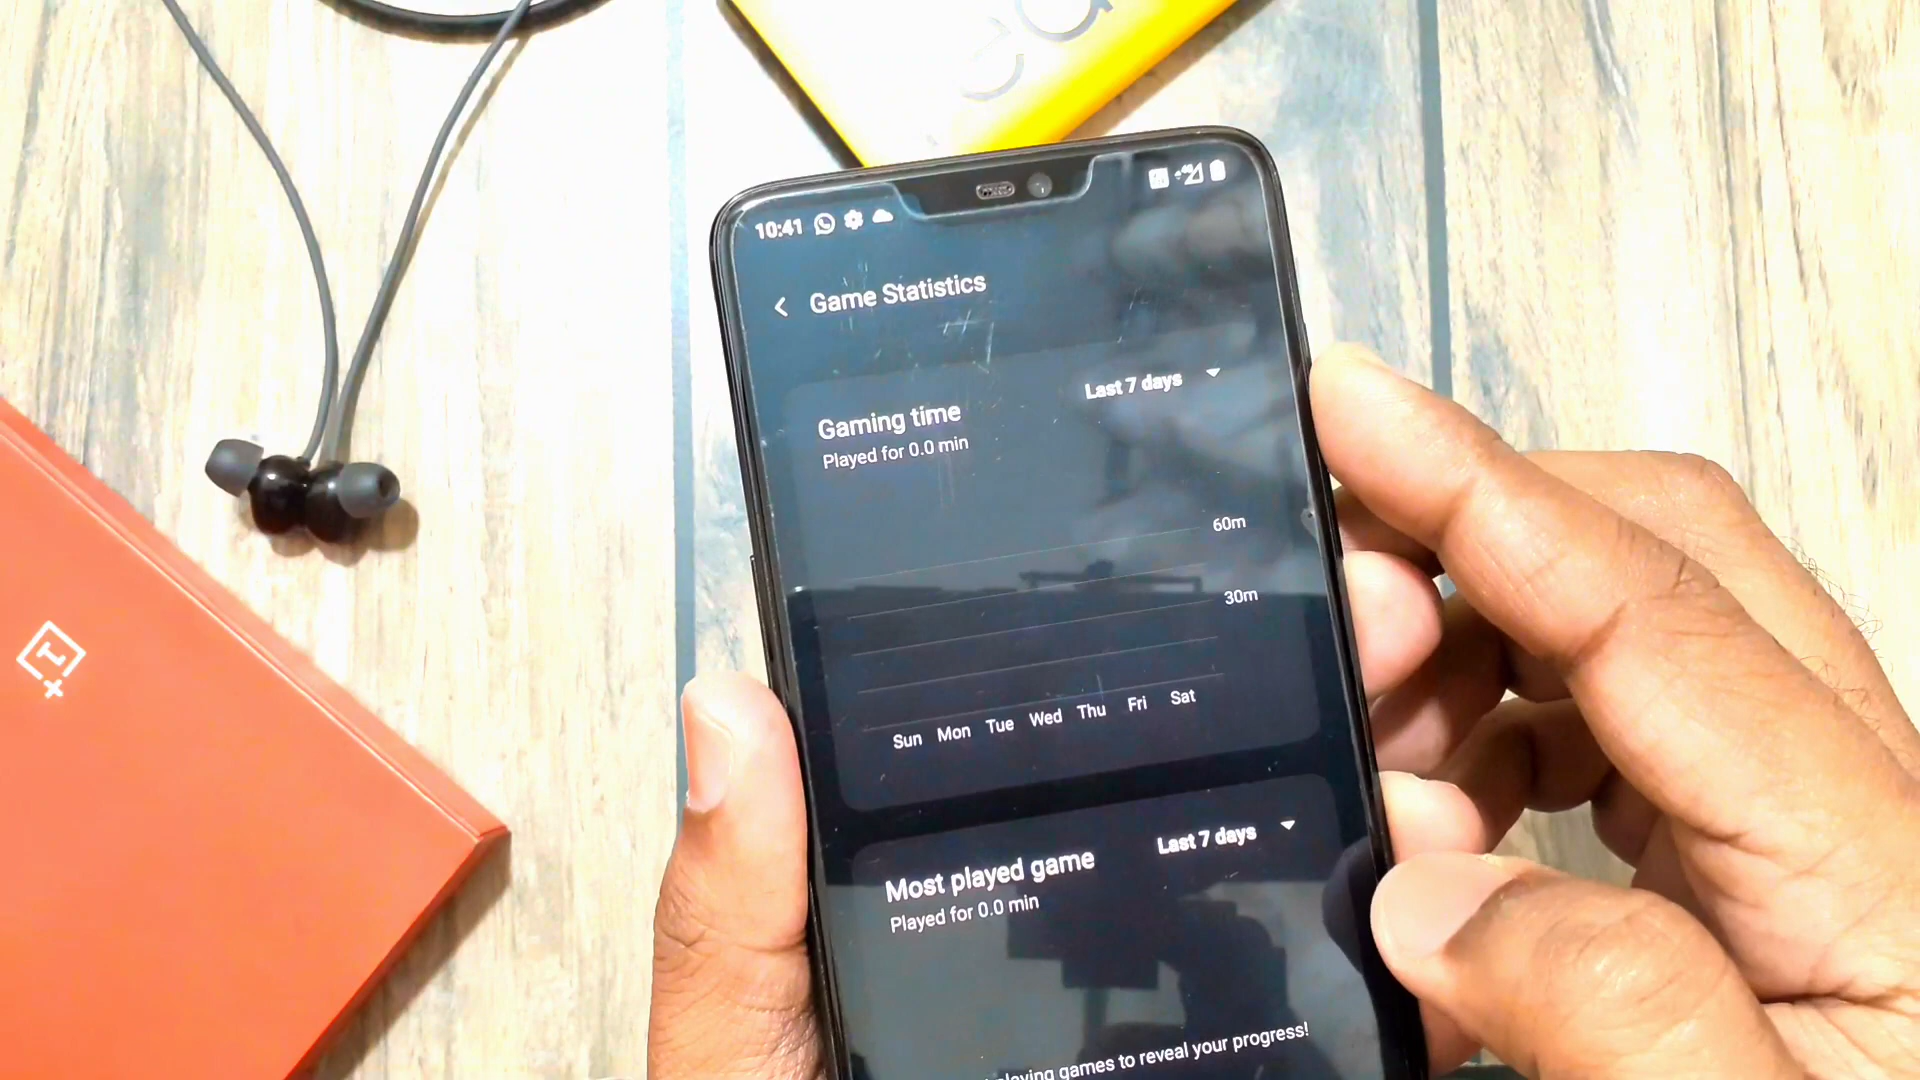 10:41
Game Statistics
Last 7 days
Gaming time
Played for 0.0 min
60m
30m
Sun Mon Tue Wed Thu Fri Sat
Last 7 days
Most played game
Played for 0.0 min
playing games to reveal your progress!